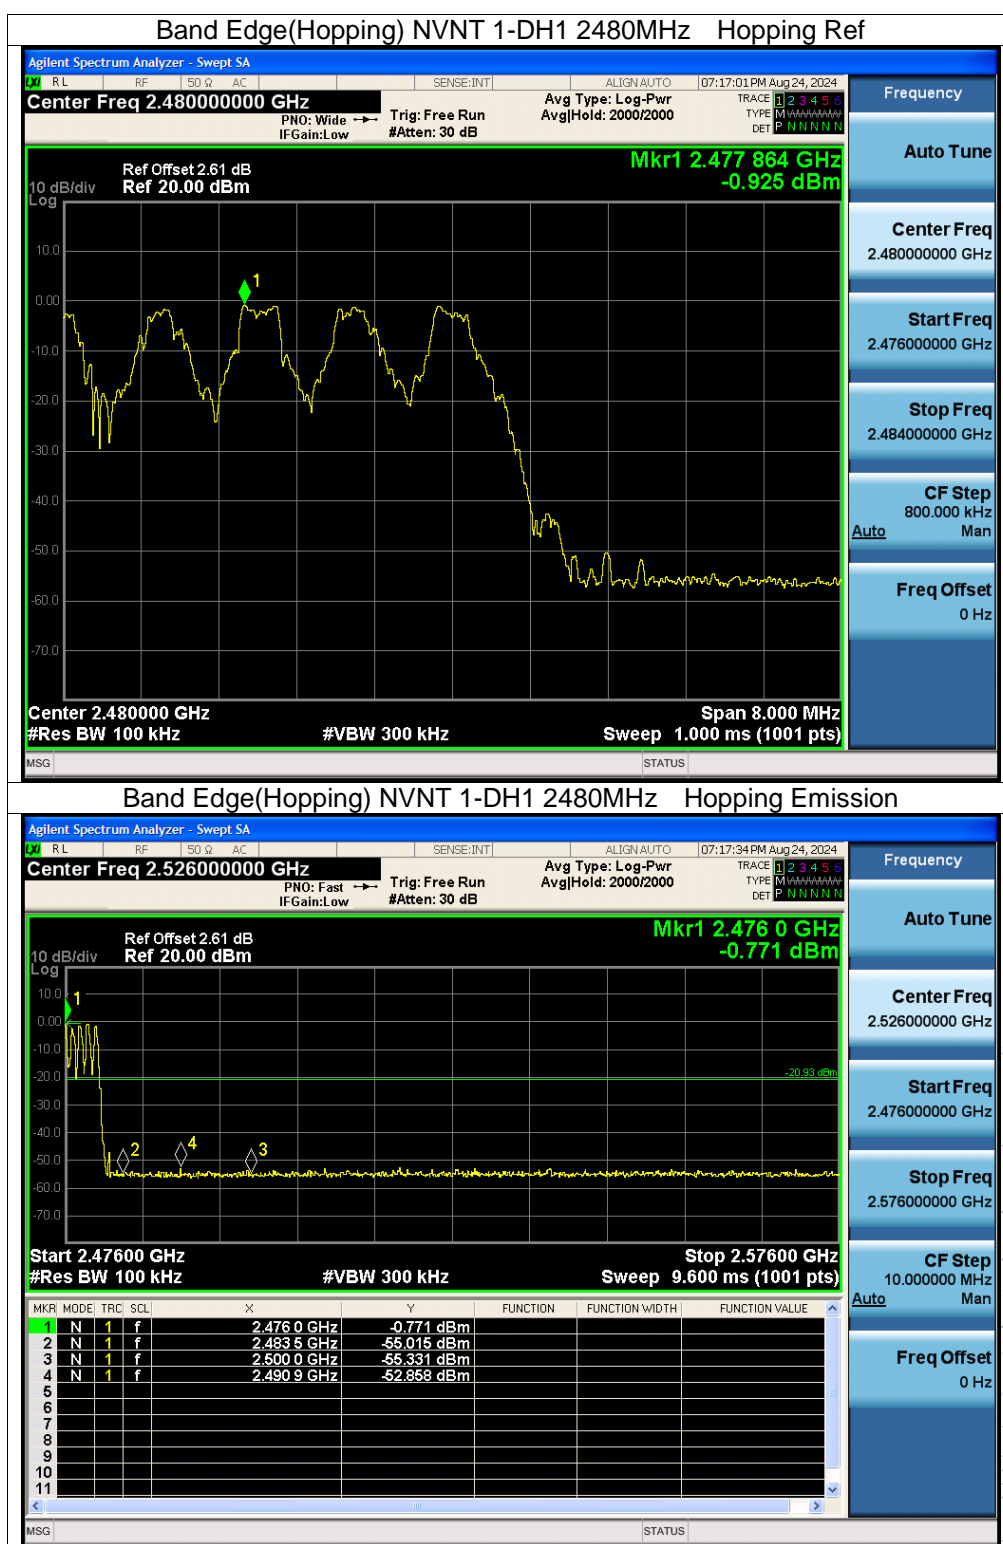 Band Edge(Hopping) NVNT 1-DH1 2480MHz Hopping Ref
Agilent Spectrum Analyzer - Swept SA
LXI RL RF 50 Ω AC SENSE:INT ALIGN AUTO 07:17:01 PM Aug 24, 2024
Center Freq 2.480000000 GHz
PNO: Wide
IFGain:Low
Trig: Free Run
#Atten: 30 dB
Avg Type: Log-Pwr
Avg|Hold: 2000/2000
TRACE 1 2 3 4 5 6
TYPE M
DET P N N N N N
Frequency
Auto Tune
Center Freq
2.480000000 GHz
Start Freq
2.476000000 GHz
Stop Freq
2.484000000 GHz
CF Step
800.000 kHz
Auto Man
Freq Offset
0 Hz
Mkr1 2.477 864 GHz
-0.925 dBm
Ref Offset 2.61 dB
10 dB/div Ref 20.00 dBm
Log
10.0
0.00
-10.0
-20.0
-30.0
-40.0
-50.0
-60.0
-70.0
1
Center 2.480000 GHz Span 8.000 MHz
#Res BW 100 kHz #VBW 300 kHz Sweep 1.000 ms (1001 pts)
MSG STATUS
Band Edge(Hopping) NVNT 1-DH1 2480MHz Hopping Emission
Agilent Spectrum Analyzer - Swept SA
LXI RL RF 50 Ω AC SENSE:INT ALIGN AUTO 07:17:34 PM Aug 24, 2024
Center Freq 2.526000000 GHz
PNO: Fast
IFGain:Low
Trig: Free Run
#Atten: 30 dB
Avg Type: Log-Pwr
Avg|Hold: 2000/2000
TRACE 1 2 3 4 5 6
TYPE M
DET P N N N N N
Frequency
Auto Tune
Center Freq
2.526000000 GHz
Start Freq
2.476000000 GHz
Stop Freq
2.576000000 GHz
CF Step
10.000000 MHz
Auto Man
Freq Offset
0 Hz
Mkr1 2.476 0 GHz
-0.771 dBm
Ref Offset 2.61 dB
10 dB/div Ref 20.00 dBm
Log
10.0
0.00
-10.0
-20.0
-30.0
-40.0
-50.0
-60.0
-70.0
1
-20.93 dBm
2 4 3
Start 2.47600 GHz Stop 2.57600 GHz
#Res BW 100 kHz #VBW 300 kHz Sweep 9.600 ms (1001 pts)
MKR MODE TRC SCL X Y FUNCTION FUNCTION WIDTH FUNCTION VALUE
1 N 1 f 2.476 0 GHz -0.771 dBm
2 N 1 f 2.483 5 GHz -55.015 dBm
3 N 1 f 2.500 0 GHz -55.331 dBm
4 N 1 f 2.490 9 GHz -52.858 dBm
5
6
7
8
9
10
11
MSG STATUS